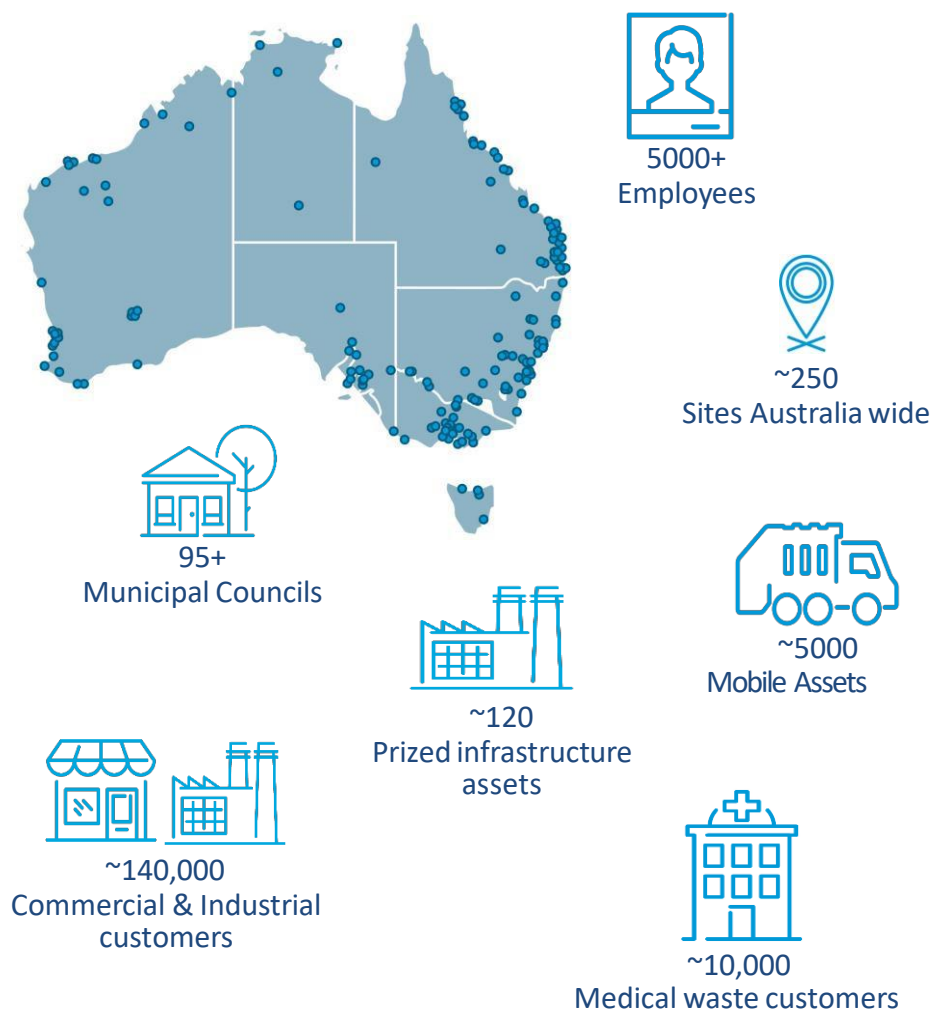 5000+
Employees
~250
Sites Australia wide
95+
Municipal Councils
~5000
Mobile Assets
~120
Prized infrastructure
assets
~140,000
Commercial & Industrial
customers
~10,000
Medical waste customers